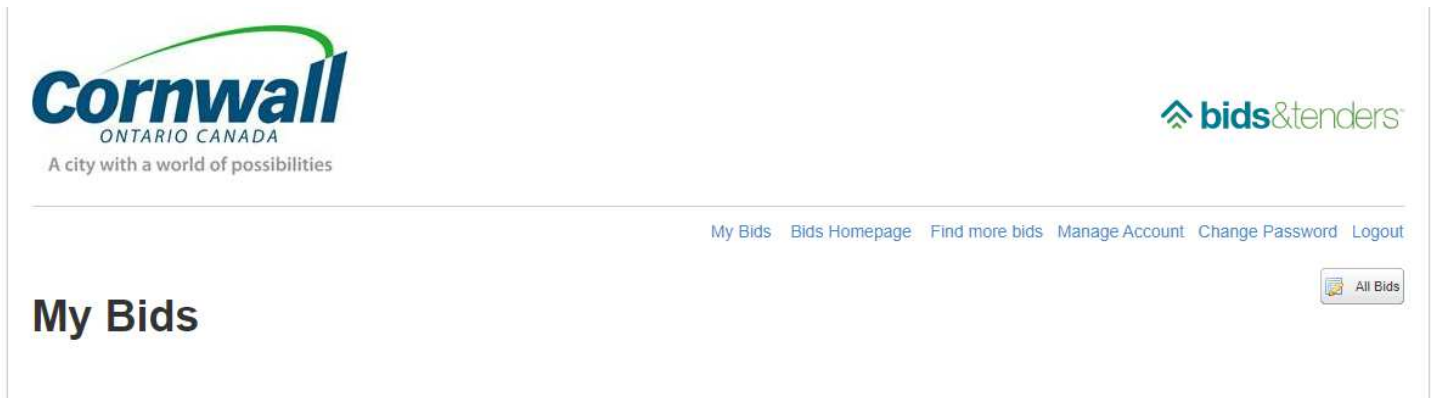 Cornwall
ONTARIO CANADA
A city with a world of possibilities
bids&tenders
My Bids Bids Homepage Find more bids Manage Account Change Password Logout
All Bids
My Bids